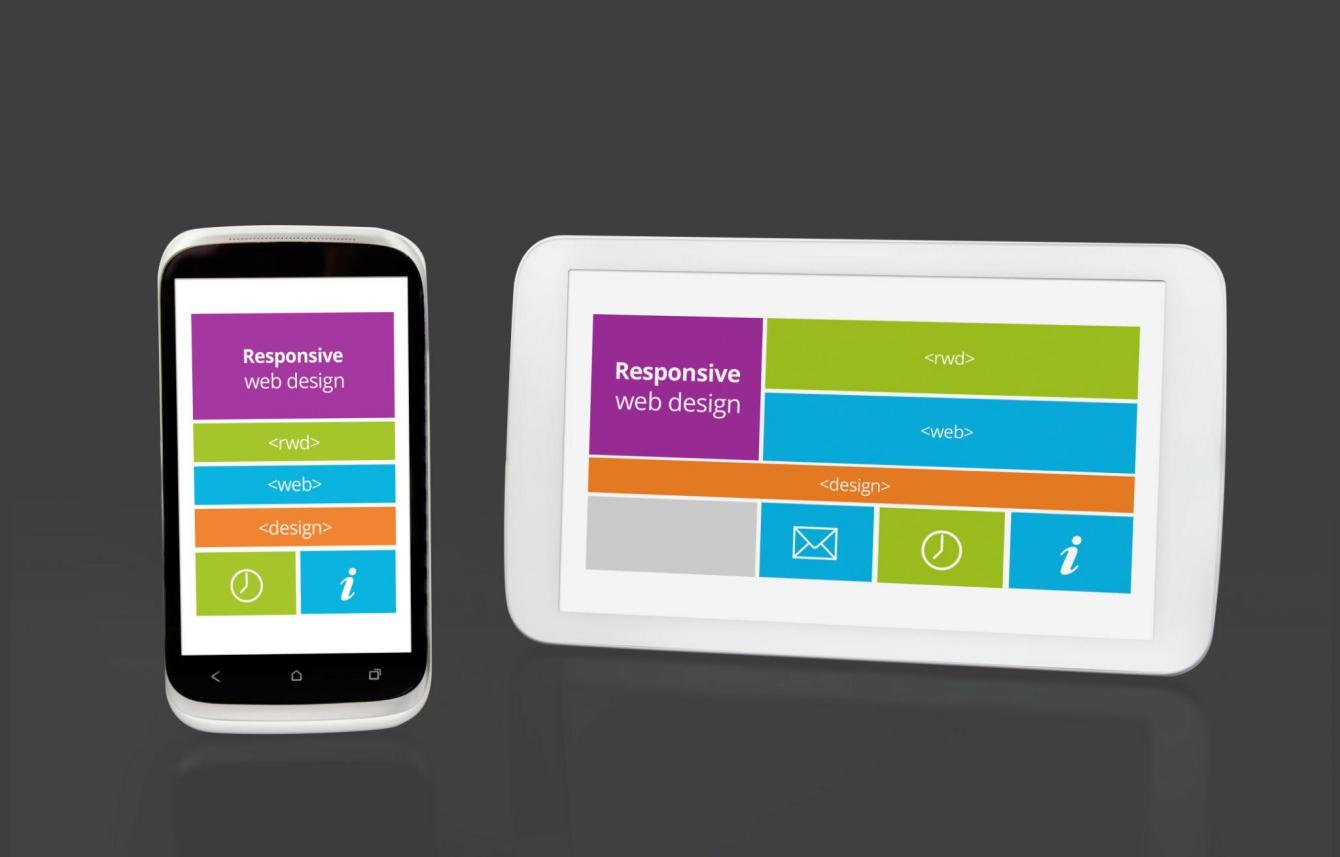 Responsive
web design
<rwd>
<web>
<design>
i
Responsive
web design
<rwd>
<web>
<design>
i